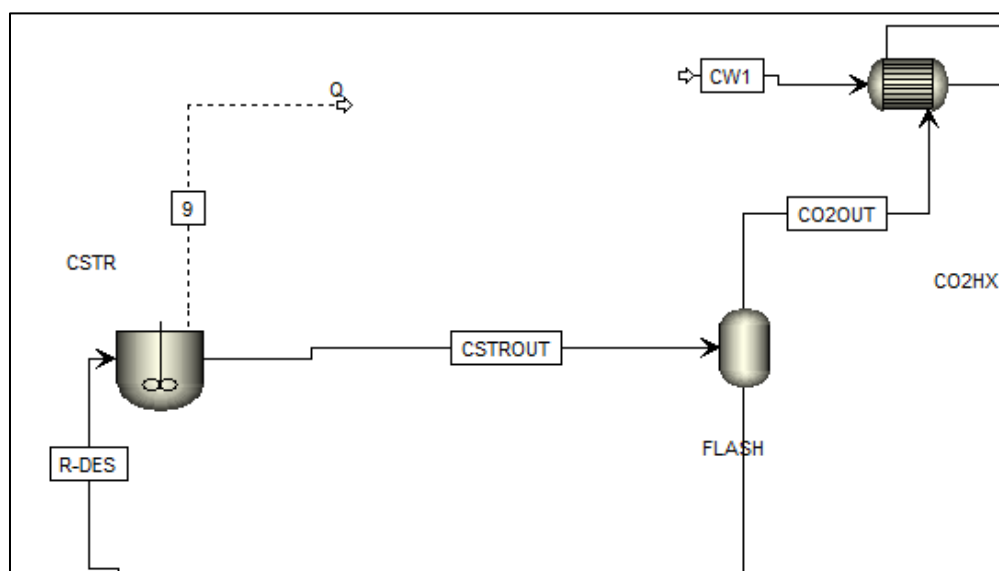 CW1
Q
9
CO2OUT
CSTR
CO2HX
CSTROUT
FLASH
R-DES